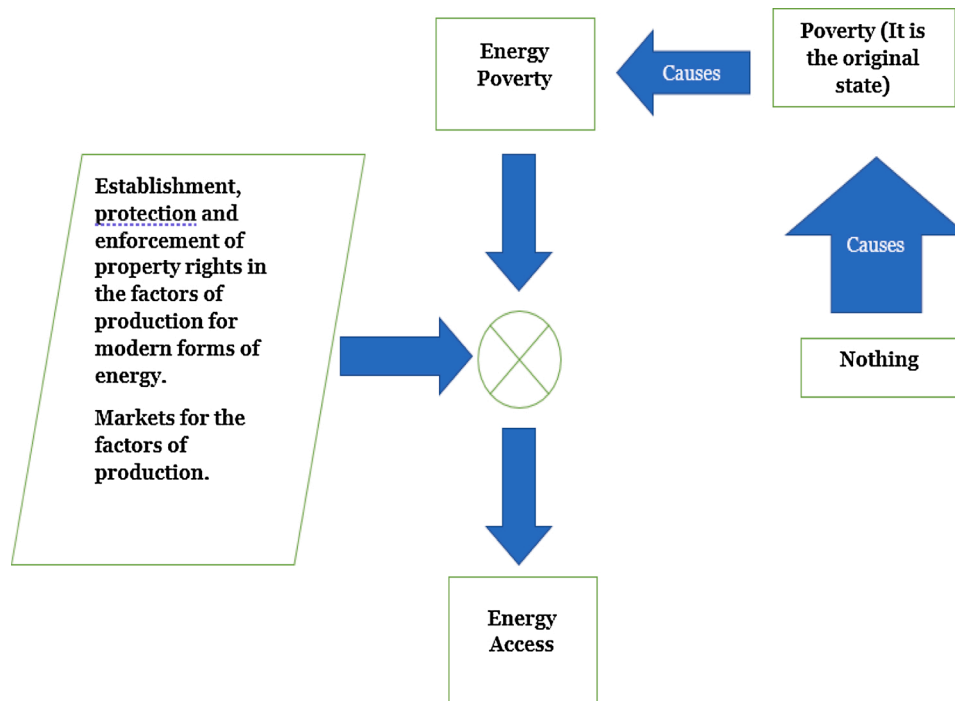 Energy
Poverty
Causes
Poverty (It is
the original
state)
Causes
Nothing
Establishment,
protection and
enforcement of
property rights in
the factors of
production for
modern forms of
energy.
Markets for the
factors of
production.
Energy
Access